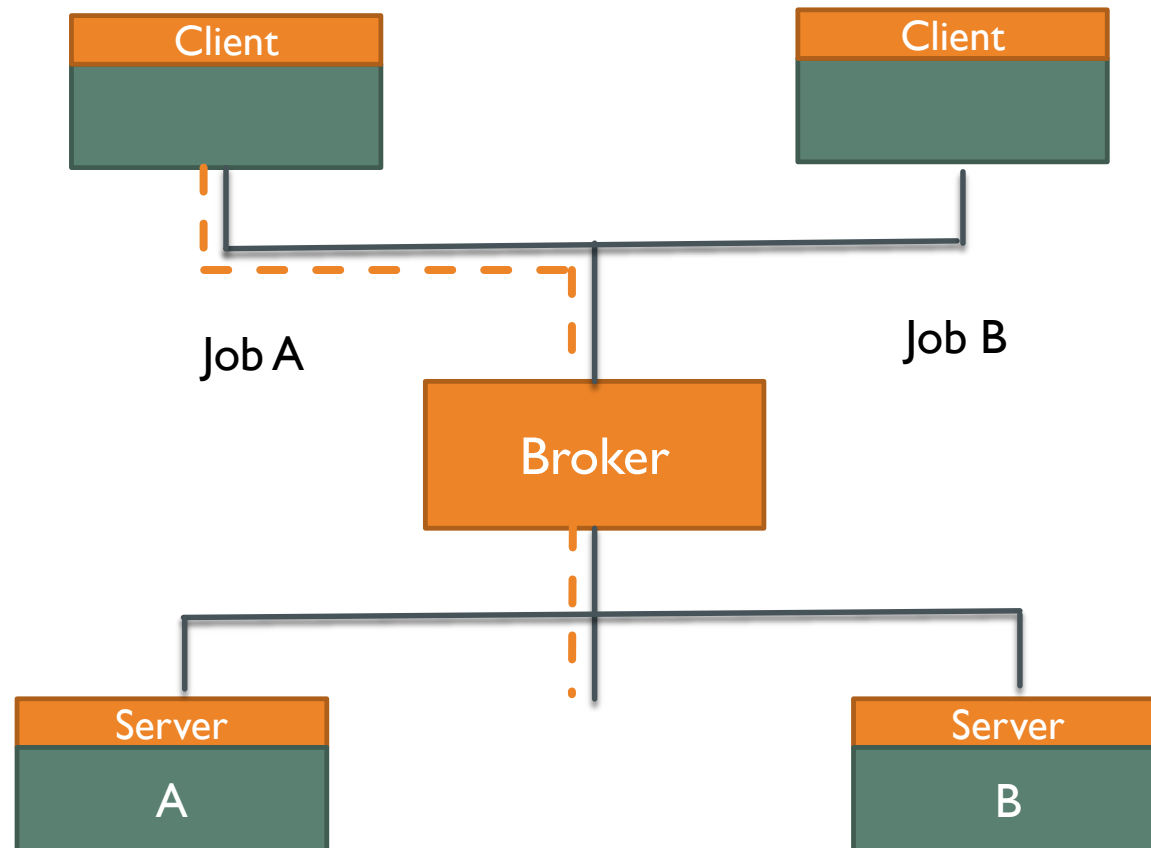 Client
Client
Job A
Job B
Broker
Server
Server
A
B